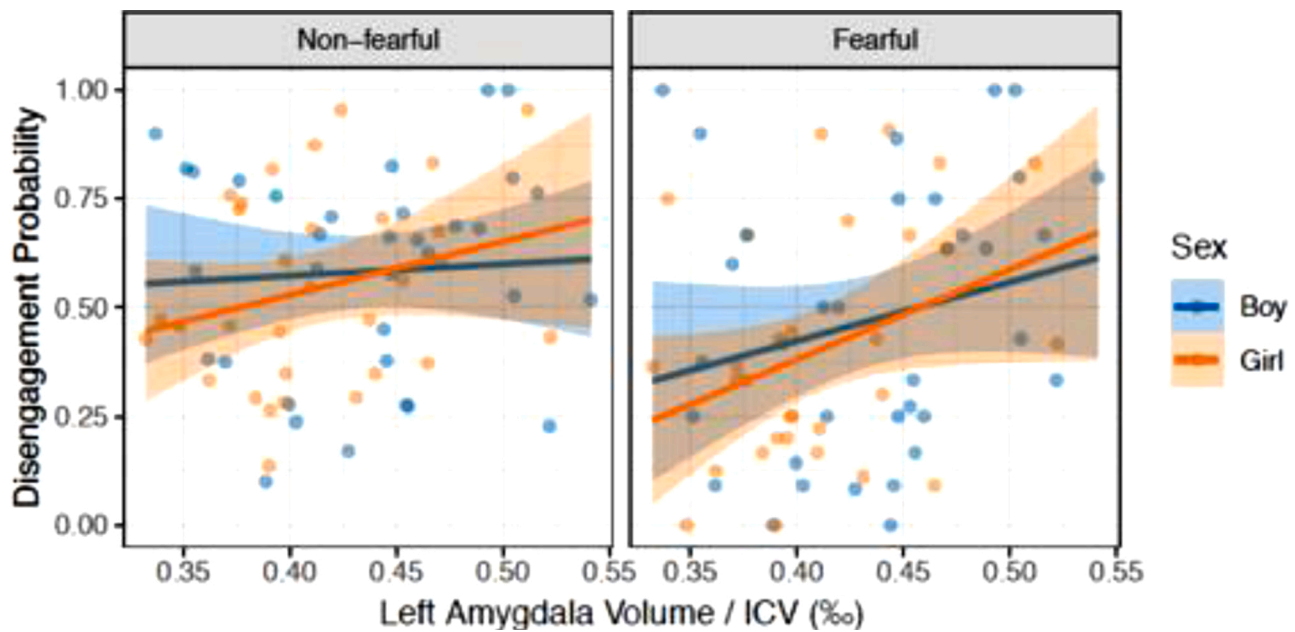 Non-fearful
Fearful
Disengagement Probability
1.00
0.75
0.50
0.25
0.00
0.35 0.40 0.45 0.50 0.55
0.35 0.40 0.45 0.50 0.55
Left Amygdala Volume / ICV (‰)
Sex
Boy
Girl